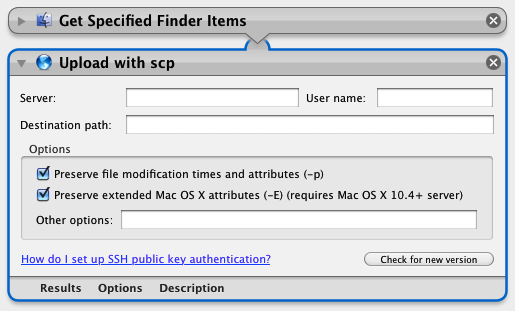 Get Specified Finder Items
Upload with scp
Server: User name:
Destination path:
Options
Preserve file modification times and attributes (-p)
Preserve extended Mac OS X attributes (-E) (requires Mac OS X 10.4+ server)
Other options:
How do I set up SSH public key authentication? Check for new version
Results Options Description